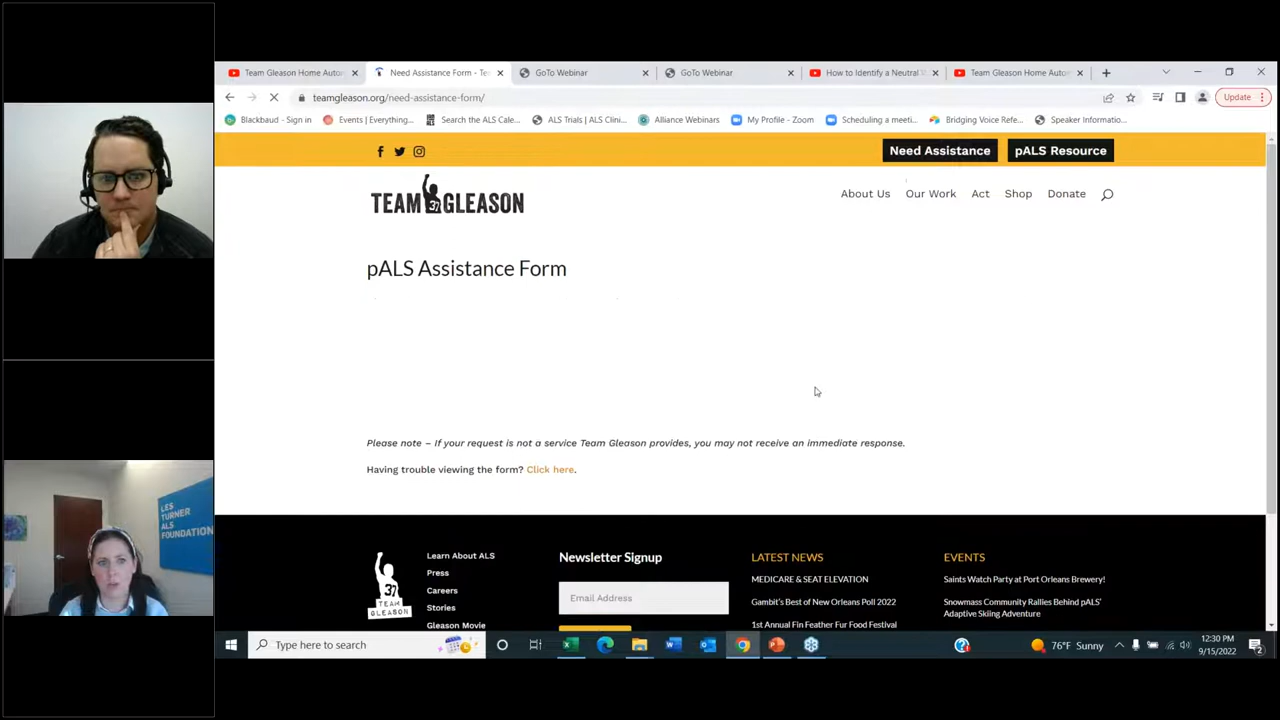 Team Gleason Home Autor
Need Assistance Form - Te
GoTo Webinar
GoTo Webinar
How to Identify a Neutral
Team Gleason Home Autor
teamgleason.org/need-assistance-form/
Update
Blackbaud - Sign in
Events | Everything...
Search the ALS Cale...
ALS Trials | ALS Clini...
Alliance Webinars
My Profile - Zoom
Scheduling a meeti...
Bridging Voice Refe...
Speaker Informatio...
Need Assistance
pALS Resource
TEAM GLEASON
37
About Us
Our Work
Act
Shop
Donate
pALS Assistance Form
Please note – If your request is not a service Team Gleason provides, you may not receive an immediate response.
Having trouble viewing the form? Click here.
LES
TURNER
ALS
FOUNDATION
37
TEAM
GLEASON
Learn About ALS
Press
Careers
Stories
Gleason Movie
Newsletter Signup
Email Address
LATEST NEWS
MEDICARE & SEAT ELEVATION
Gambit's Best of New Orleans Poll 2022
1st Annual Fin Feather Fur Food Festival
EVENTS
Saints Watch Party at Port Orleans Brewery!
Snowmass Community Rallies Behind pALS'
Adaptive Skiing Adventure
Type here to search
76°F Sunny
12:30 PM
9/15/2022
2